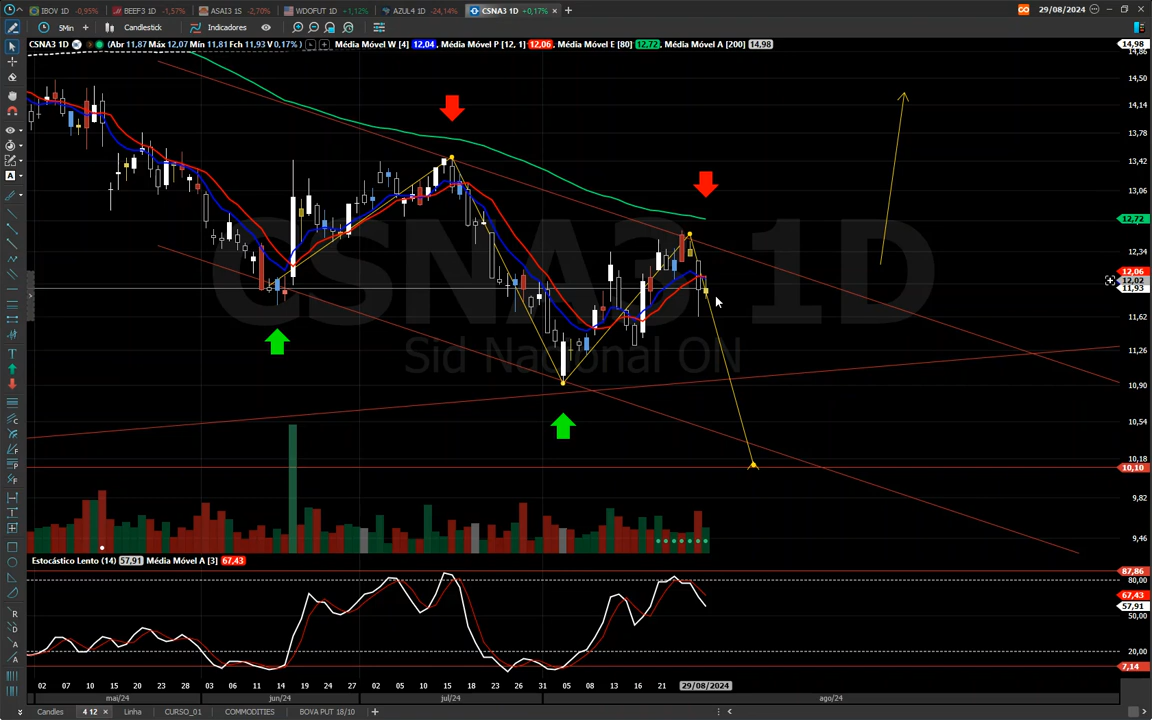 IBOV 1D -0,95%
BEEF3 1D -1,57%
ASAI3 1S -2,70%
WDOFUT 1D +1,12%
AZUL4 1D -24,14%
CSNA3 1D +0,17%
GO 29/08/2024
5Min + Candlestick Indicadores
CSNA3 1D (Abr 11,87 Máx 12,07 Mín 11,81 Fch 11,93 V 0,17%)
Média Móvel W [4] 12,04, Média Móvel P [12, 1] 12,06, Média Móvel E [80] 12,72, Média Móvel A [200] 14,98
14,98
14,86
14,50
14,14
13,78
13,42
13,06
12,72
12,34
12,06
12,02
11,93
11,62
11,26
10,90
10,54
10,18
10,10
9,82
9,46
CSNA3 1D
Sid Nacional ON
Estocástico Lento (14) 57,91 Média Móvel A [3] 67,43
87,86
80,00
67,43
57,91
50,00
20,00
7,14
02 07 10 15 20 23 28 03 06 11 14 19 24 27 02 05 10 15 18 23 26 31 05 08 13 16 21 29/08/2024
mai/24 jun/24 jul/24 ago/24
Candles 4 12 Linha CURSO_01 COMMODITIES BOVA PUT 18/10 +